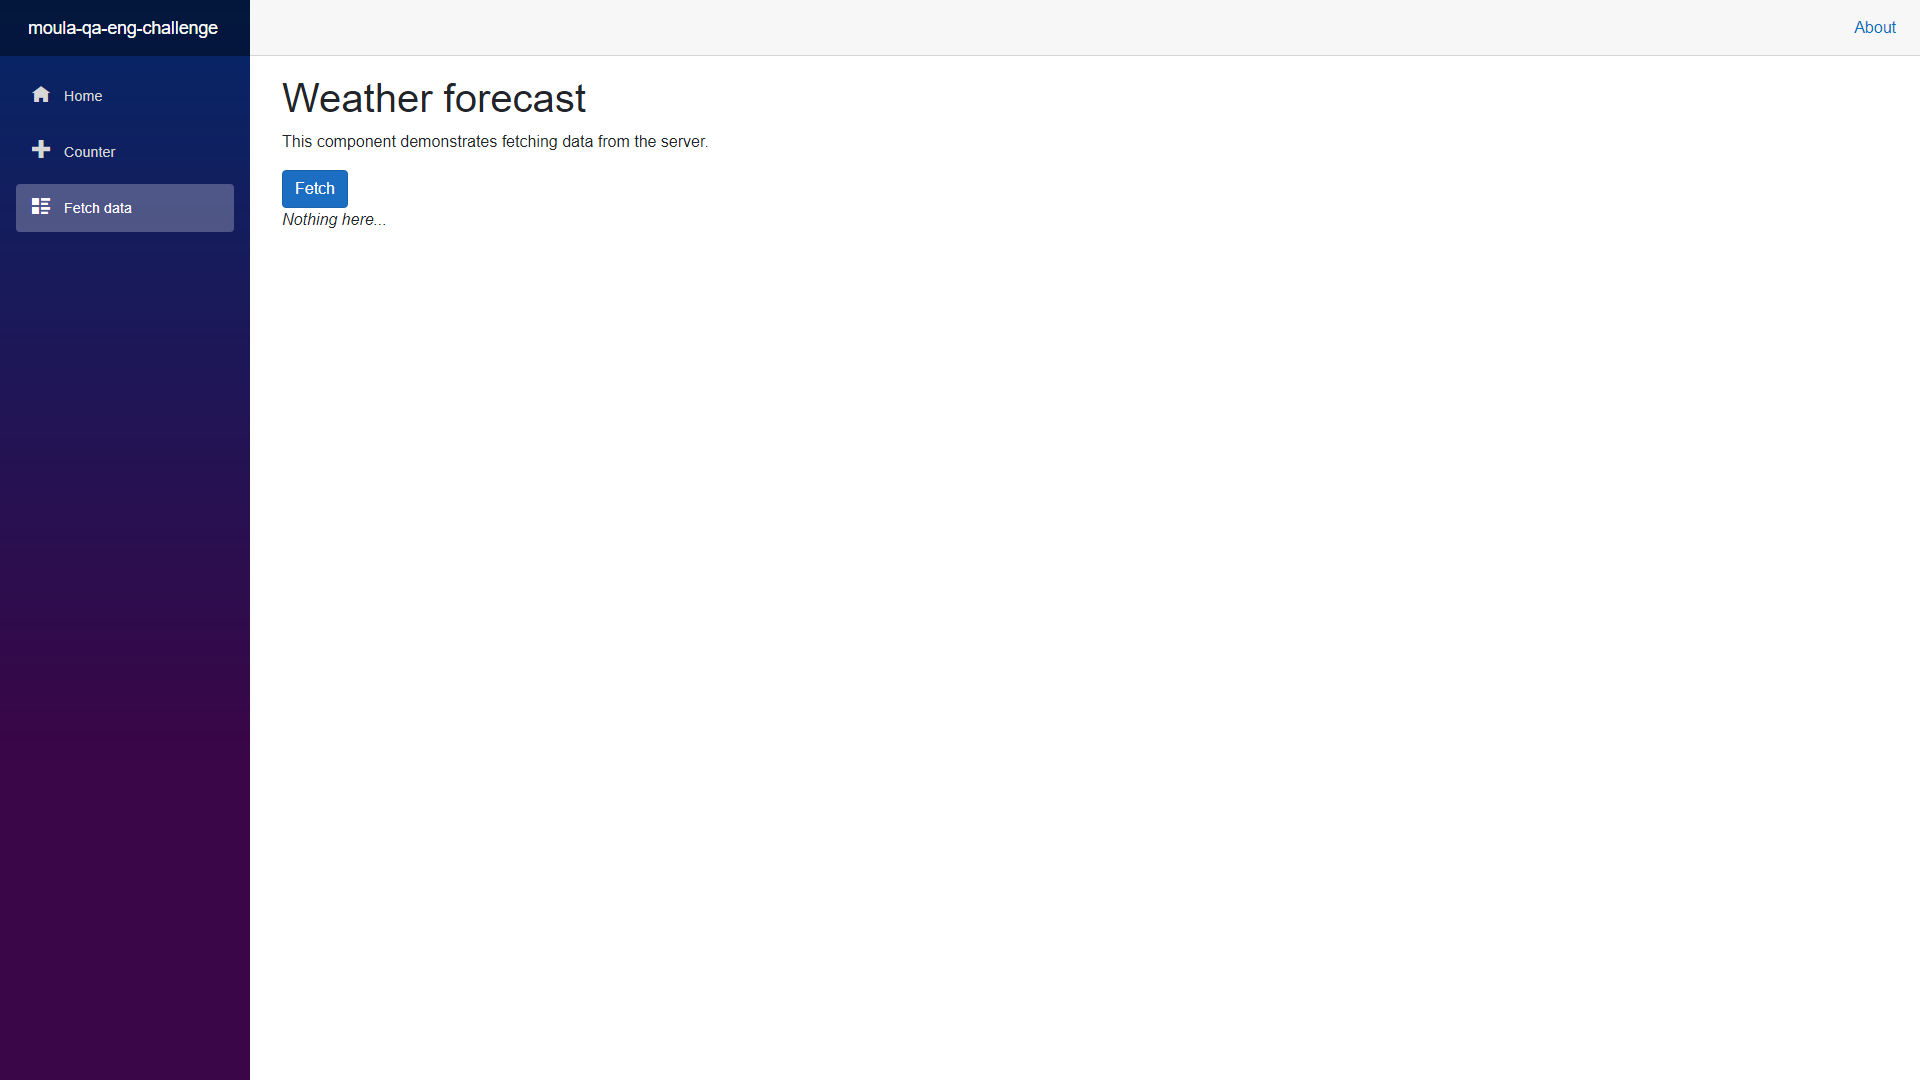 moula-qa-eng-challenge
About
Home
Counter
Fetch data
Weather forecast
This component demonstrates fetching data from the server.
Fetch
Nothing here...